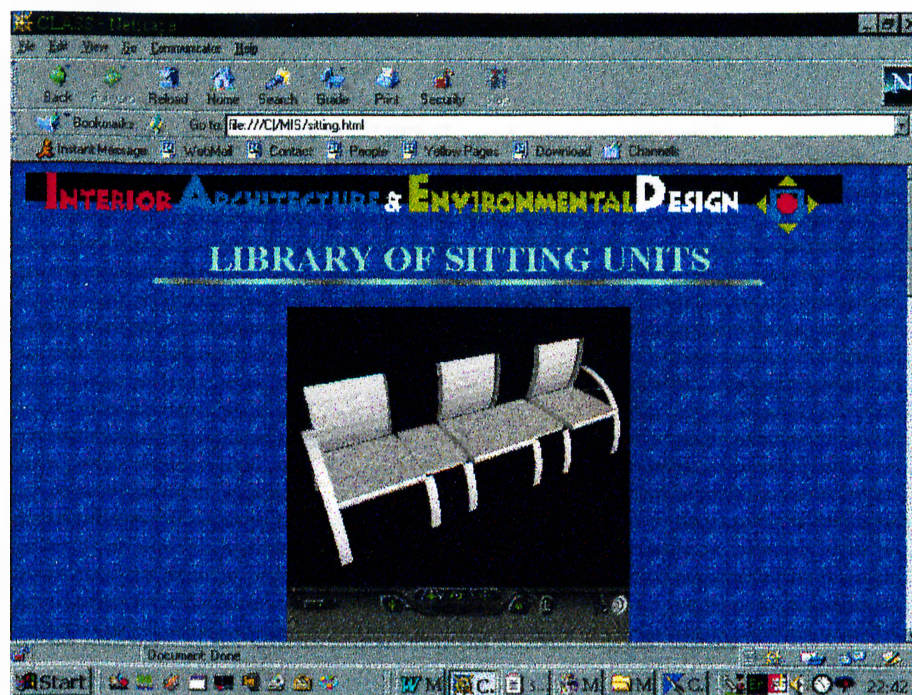 CLASS - Netscape
File Edit View Go Communicator Help
Back Forward Reload Home Search Guide Print Security Stop
N
Bookmarks Go to: file:///C|/MIS/sitting.html
Instant Message WebMail Contact People Yellow Pages Download Channels
INTERIOR ARCHITECTURE & ENVIRONMENTAL DESIGN
LIBRARY OF SITTING UNITS
Document: Done
Start M C. M M 22:42